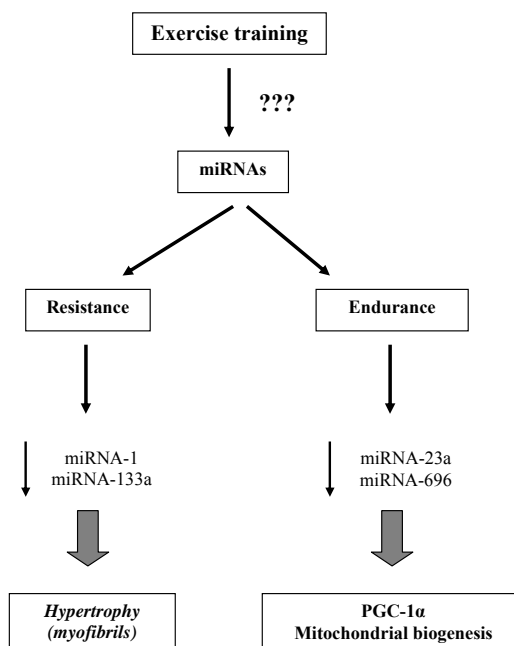 Exercise training
???
miRNAs
Resistance
Endurance
miRNA-1
miRNA-133a
miRNA-23a
miRNA-696
Hypertrophy
(myofibrils)
PGC-1α
Mitochondrial biogenesis